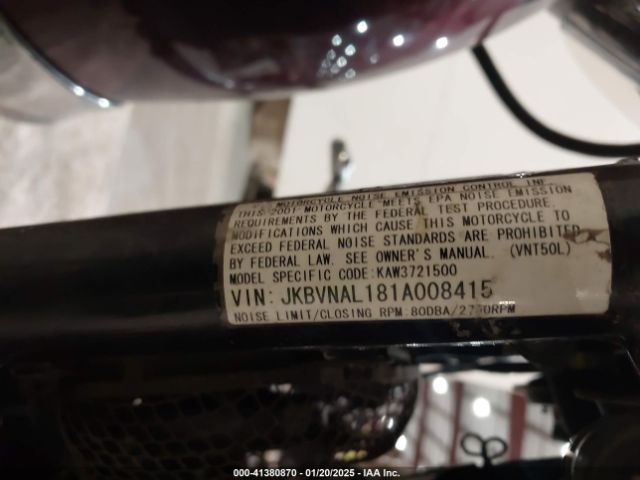 MOTORCYCLE NOISE EMISSION CONTROL INF
THIS 2001 MOTORCYCLE MEETS EPA NOISE EMISSION
REQUIREMENTS BY THE FEDERAL TEST PROCEDURE.
MODIFICATIONS WHICH CAUSE THIS MOTORCYCLE TO
EXCEED FEDERAL NOISE STANDARDS ARE PROHIBITED
BY FEDERAL LAW. SEE OWNER'S MANUAL. (VNT50L)
MODEL SPECIFIC CODE:KAW3721500
VIN: JKBVNAL181A008415
NOISE LIMIT/CLOSING RPM:80DBA/2750RPM
000-41380870 - 01/20/2025 - IAA Inc.